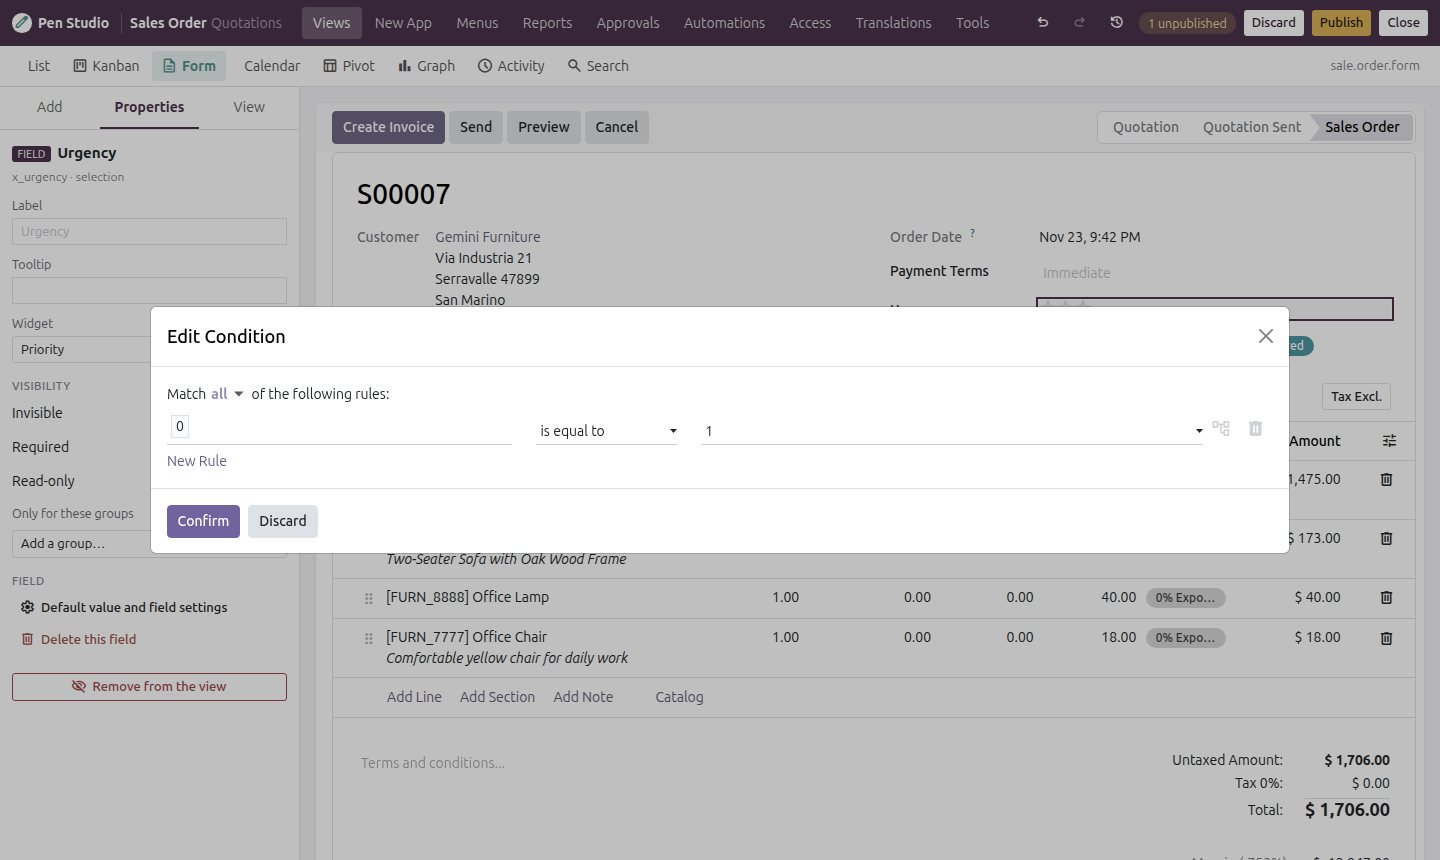 Pen Studio Sales Order Quotations Views New App Menus Reports Approvals Automations Access Translations Tools 1 unpublished Discard Publish Close
List Kanban Form Calendar Pivot Graph Activity Search sale.order.form
Add Properties View
Create Invoice Send Preview Cancel Quotation Quotation Sent Sales Order
FIELD Urgency
x_urgency · selection
Label
Urgency
Tooltip
Widget
Priority
VISIBILITY
Invisible
Required
Read-only
Only for these groups
Add a group...
FIELD
Default value and field settings
Delete this field
Remove from the view
S00007
Customer Gemini Furniture
Via Industria 21
Serravalle 47899
San Marino
Order Date ? Nov 23, 9:42 PM
Payment Terms Immediate
Edit Condition
Match all of the following rules:
0 is equal to 1
New Rule
Confirm Discard
Tax Excl.
Amount
1,475.00
$ 173.00
Two-Seater Sofa with Oak Wood Frame
[FURN_8888] Office Lamp 1.00 0.00 0.00 40.00 0% Expo... $ 40.00
[FURN_7777] Office Chair 1.00 0.00 0.00 18.00 0% Expo... $ 18.00
Comfortable yellow chair for daily work
Add Line Add Section Add Note Catalog
Terms and conditions...
Untaxed Amount: $ 1,706.00
Tax 0%: $ 0.00
Total: $ 1,706.00